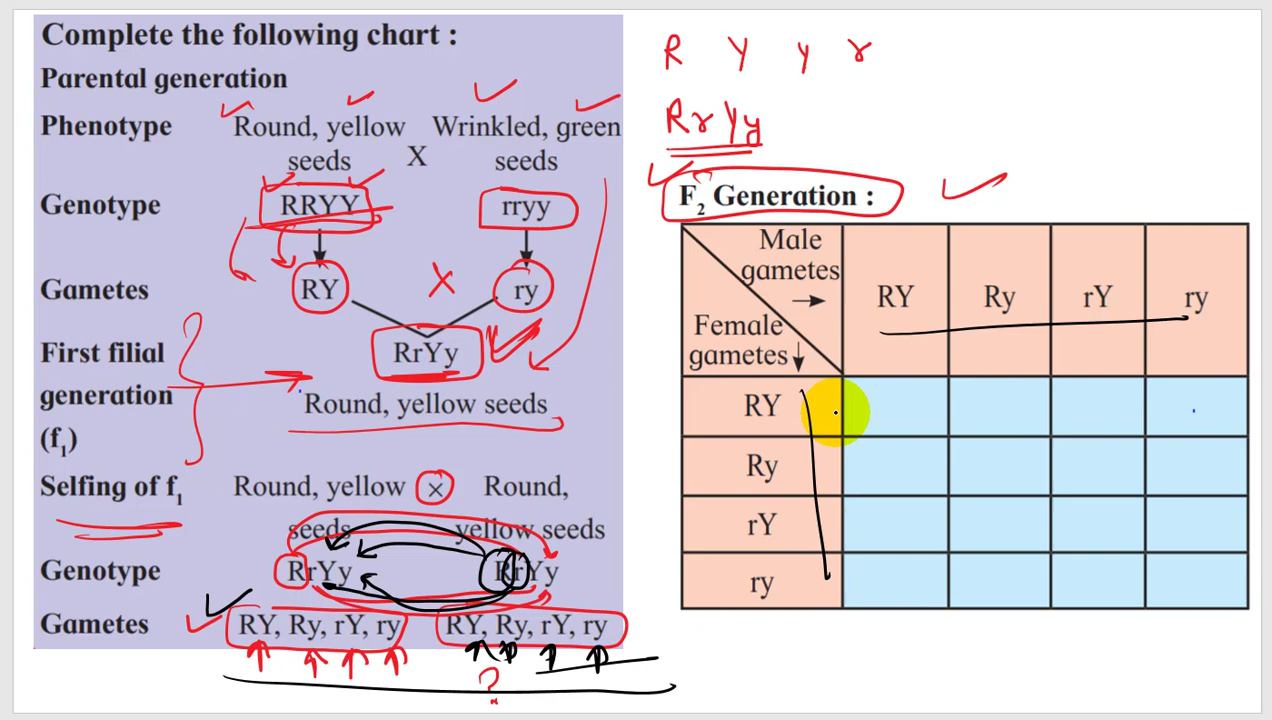 Complete the following chart :
Parental generation
Phenotype Round, yellow seeds X Wrinkled, green seeds
Genotype RRYY rryy
Gametes RY X ry
First filial generation (f1) RrYy
Round, yellow seeds
Selfing of f1 Round, yellow seeds × Round, yellow seeds
Genotype RrYy RrYy
Gametes RY, Ry, rY, ry RY, Ry, rY, ry
?
R Y y r
RrYy
F2 Generation :
Male gametes → RY Ry rY ry
Female gametes ↓
RY
Ry
rY
ry